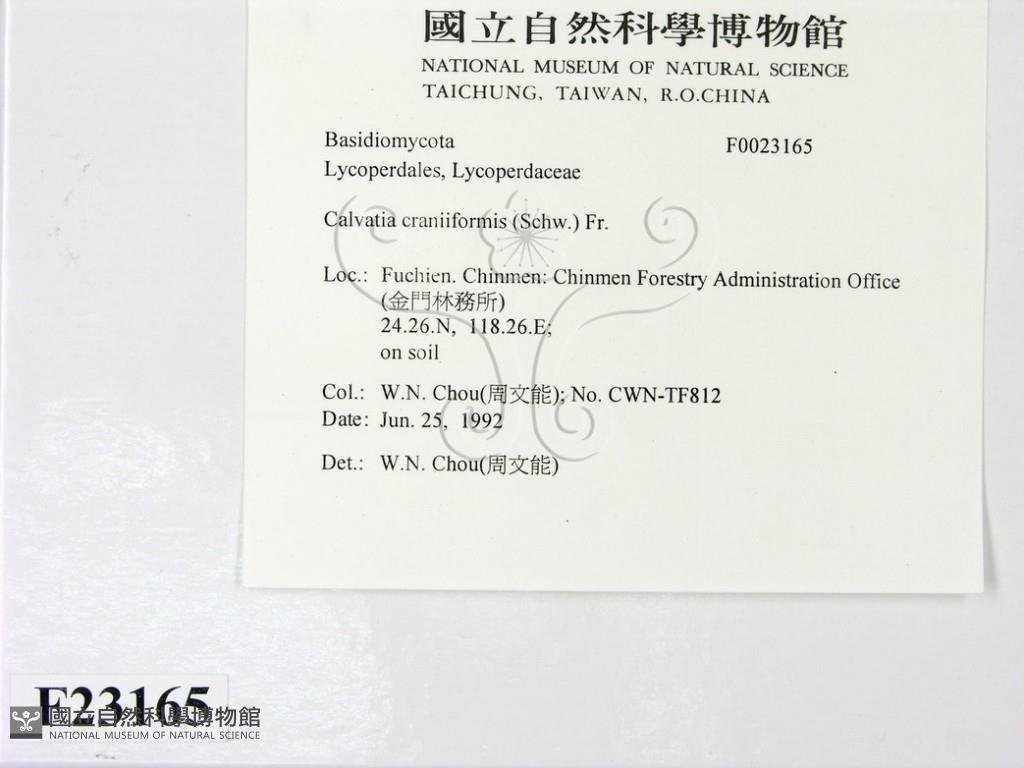 國立自然科學博物館
NATIONAL MUSEUM OF NATURAL SCIENCE
TAICHUNG, TAIWAN, R.O.CHINA
Basidiomycota F0023165
Lycoperdales, Lycoperdaceae
Calvatia craniiformis (Schw.) Fr.
Loc.: Fuchien. Chinmen: Chinmen Forestry Administration Office
(金門林務所)
24.26.N, 118.26.E;
on soil
Col.: W.N. Chou(周文能); No. CWN-TF812
Date: Jun. 25, 1992
Det.: W.N. Chou(周文能)
F23165
國立自然科學博物館
NATIONAL MUSEUM OF NATURAL SCIENCE